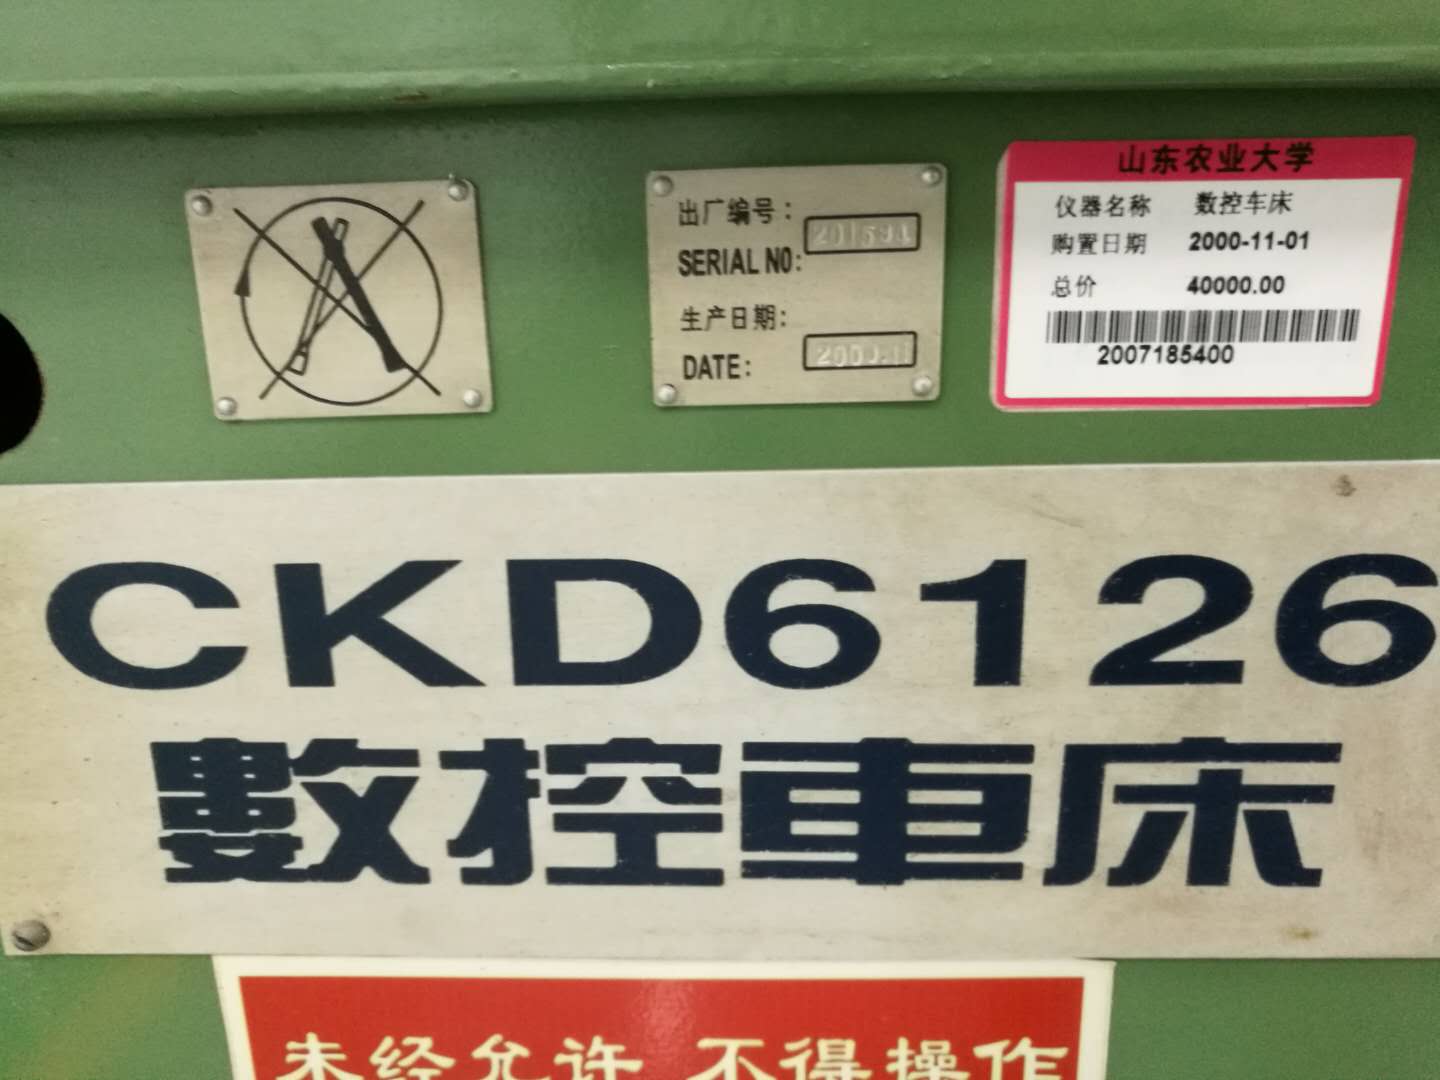 出厂编号：
SERIAL NO:
生产日期：
DATE:
山东农业大学
仪器名称 数控车床
购置日期 2000-11-01
总价 40000.00
2007185400
CKD6126
數控車床
未经允许 不得操作